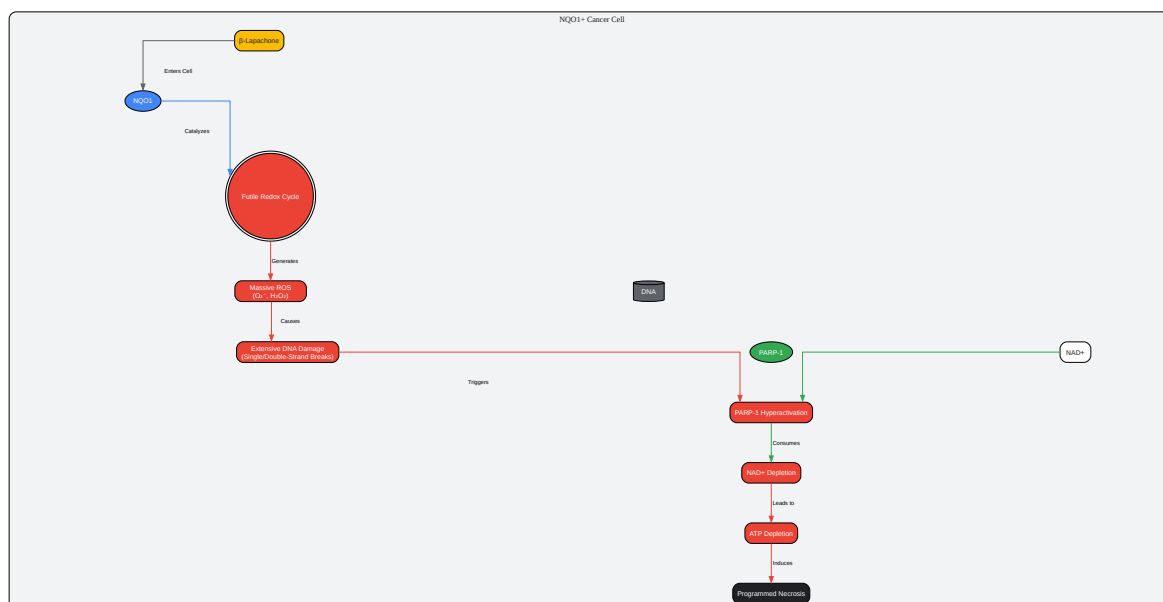 NQO1+ Cancer Cell
β-Lapachone
Enters Cell
NQO1
Catalyzes
Futile Redox Cycle
Generates
Massive ROS
(O₂⁻, H₂O₂)
DNA
Causes
Extensive DNA Damage
(Single/Double-Strand Breaks)
PARP-1
NAD+
Triggers
PARP-1 Hyperactivation
Consumes
NAD+ Depletion
Leads to
ATP Depletion
Induces
Programmed Necrosis